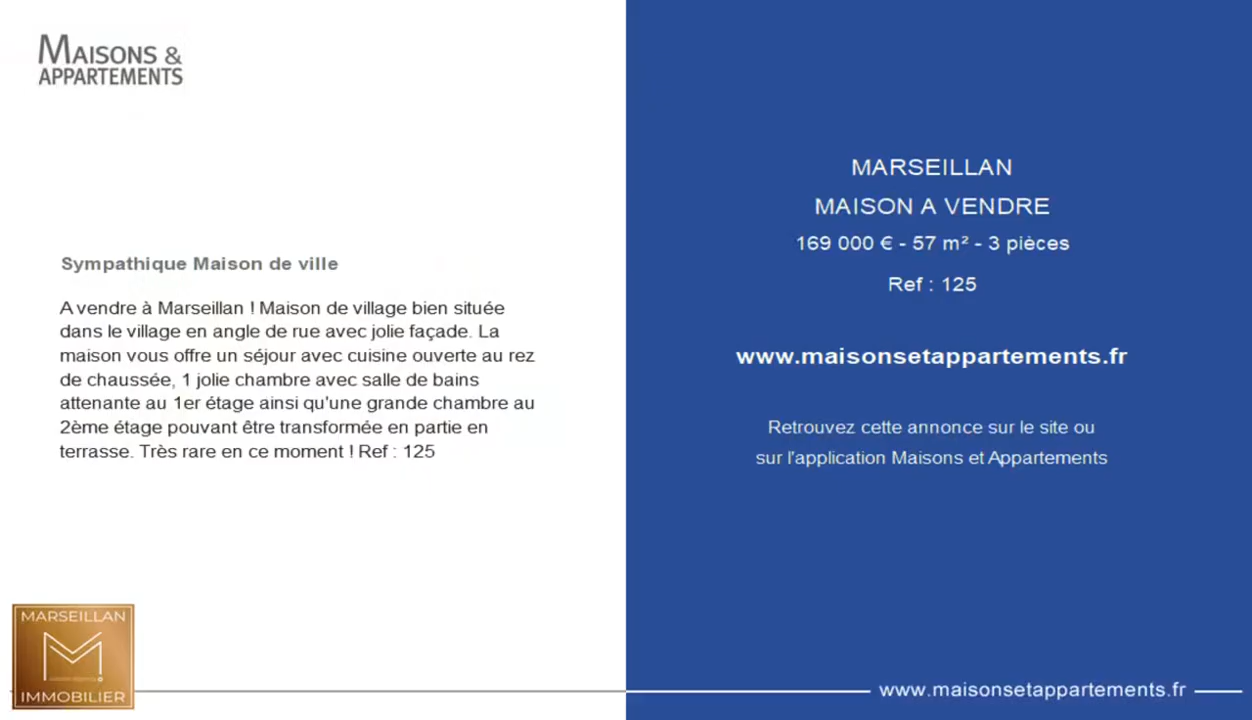 MAISONS &
APPARTEMENTS
Sympathique Maison de ville
A vendre à Marseillan ! Maison de village bien située
dans le village en angle de rue avec jolie façade. La
maison vous offre un séjour avec cuisine ouverte au rez
de chaussée, 1 jolie chambre avec salle de bains
attenante au 1er étage ainsi qu'une grande chambre au
2ème étage pouvant être transformée en partie en
terrasse. Très rare en ce moment ! Ref : 125
MARSEILLAN
MAISON A VENDRE
169 000 € - 57 m² - 3 pièces
Ref : 125
www.maisonsetappartements.fr
Retrouvez cette annonce sur le site ou
sur l'application Maisons et Appartements
MARSEILLAN
M
IMMOBILIER
www.maisonsetappartements.fr